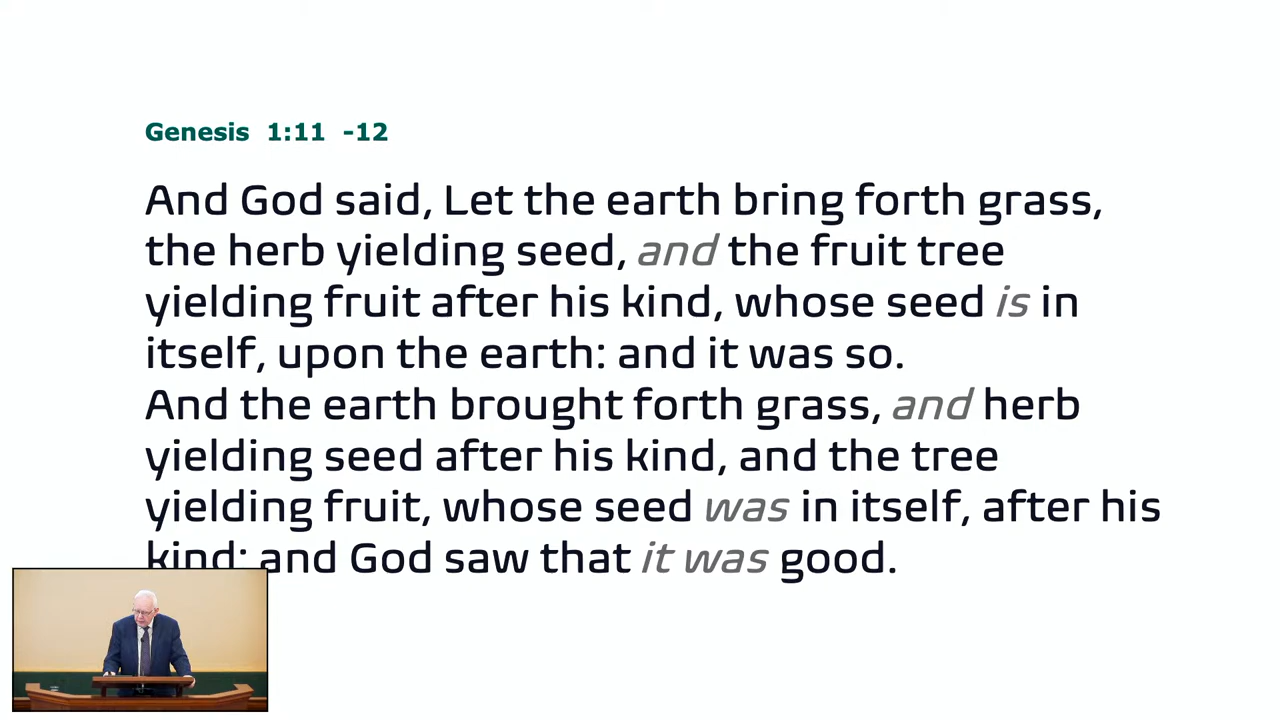 Genesis 1:11 -12
And God said, Let the earth bring forth grass,
the herb yielding seed, and the fruit tree
yielding fruit after his kind, whose seed is in
itself, upon the earth: and it was so.
And the earth brought forth grass, and herb
yielding seed after his kind, and the tree
yielding fruit, whose seed was in itself, after his
kind: and God saw that it was good.